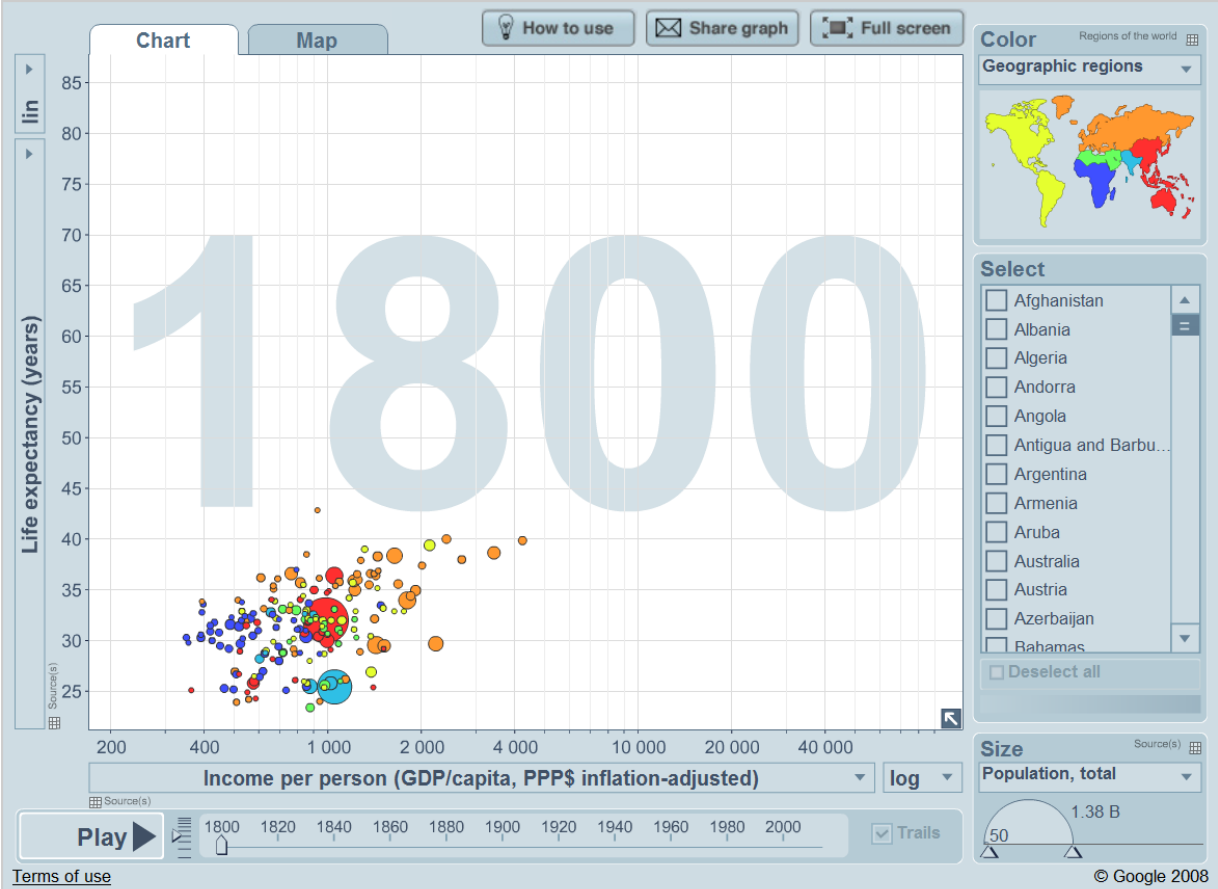 Chart
Map
How to use
Share graph
Full screen
Color
Regions of the world
Geographic regions
lin
Life expectancy (years)
Source(s)
85
80
75
70
65
60
55
50
45
40
35
30
25
1800
200
400
1 000
2 000
4 000
10 000
20 000
40 000
Income per person (GDP/capita, PPP$ inflation-adjusted)
log
Source(s)
Select
Afghanistan
Albania
Algeria
Andorra
Angola
Antigua and Barbu...
Argentina
Armenia
Aruba
Australia
Austria
Azerbaijan
Bahamas
Deselect all
Size
Source(s)
Population, total
1.38 B
50
Play
1800 1820 1840 1860 1880 1900 1920 1940 1960 1980 2000
Trails
Terms of use
© Google 2008